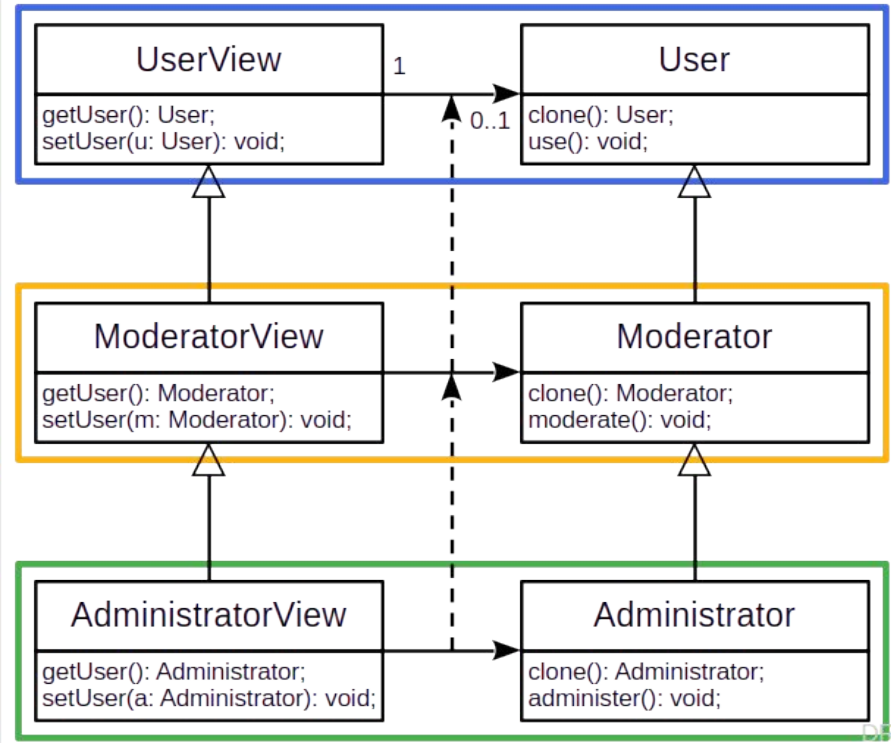 UserView
getUser(): User;
setUser(u: User): void;
1
0..1
User
clone(): User;
use(): void;
ModeratorView
getUser(): Moderator;
setUser(m: Moderator): void;
Moderator
clone(): Moderator;
moderate(): void;
AdministratorView
getUser(): Administrator;
setUser(a: Administrator): void;
Administrator
clone(): Administrator;
administer(): void;